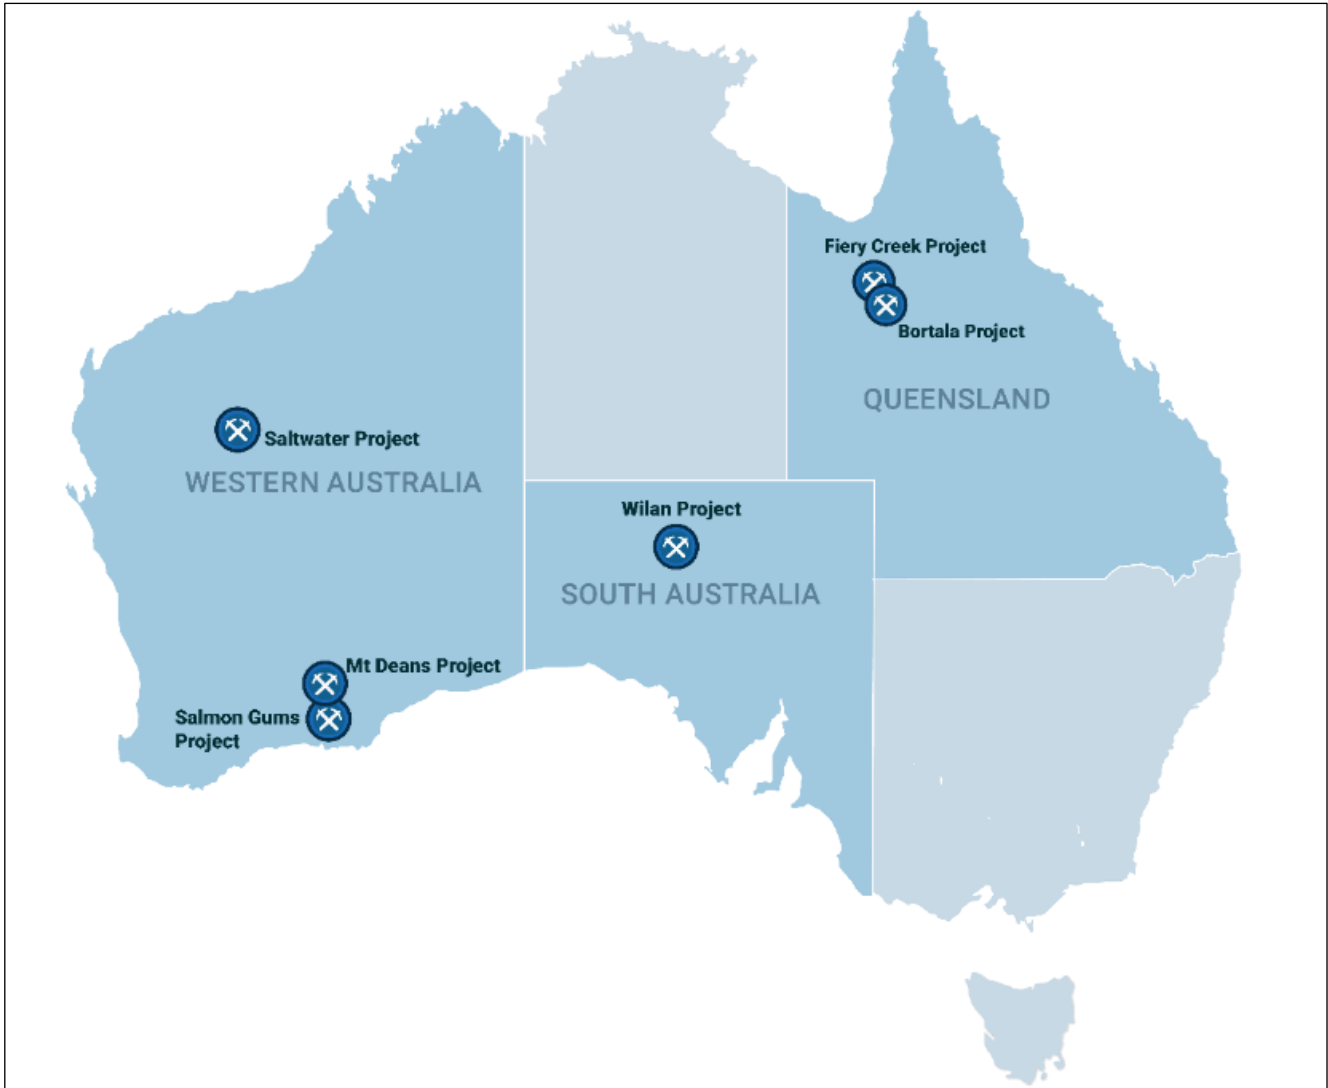 Fiery Creek Project
Bortala Project
QUEENSLAND
Saltwater Project
WESTERN AUSTRALIA
Wilan Project
SOUTH AUSTRALIA
Mt Deans Project
Salmon Gums
Project